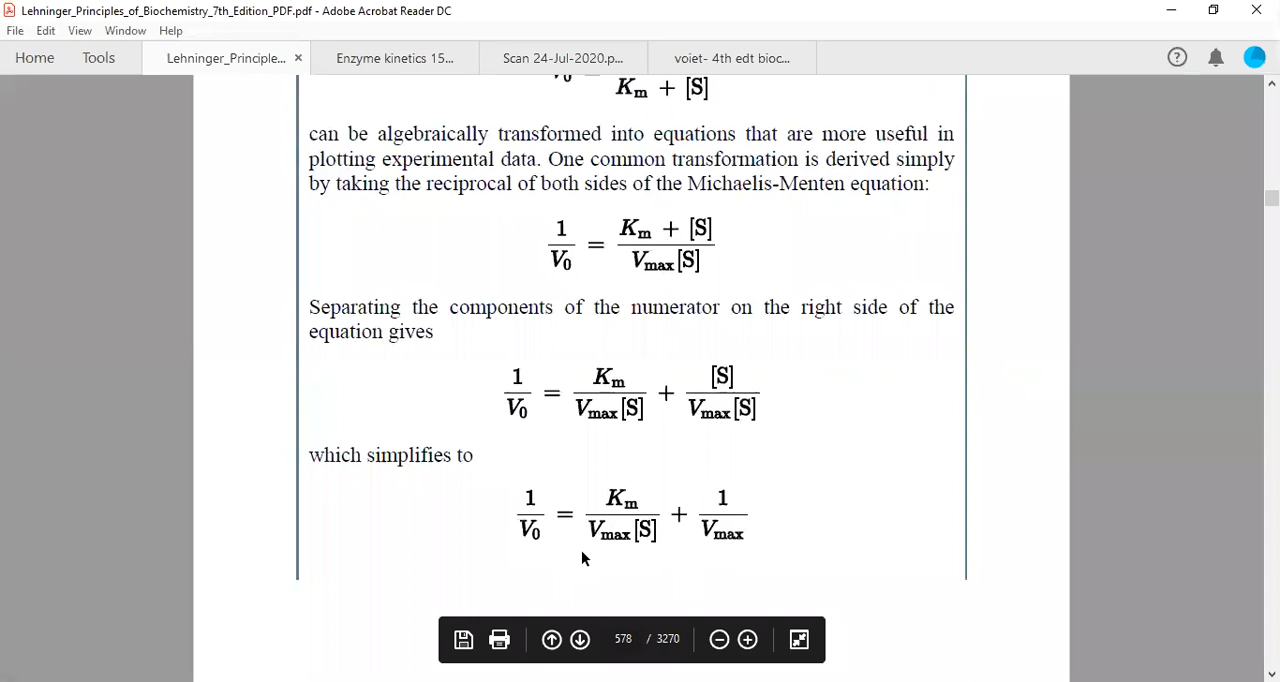 Lehninger_Principles_of_Biochemistry_7th_Edition_PDF.pdf - Adobe Acrobat Reader DC
File Edit View Window Help
Home Tools Lehninger_Principle... × Enzyme kinetics 15... Scan 24-Jul-2020.p... voiet- 4th edt bioc...
V₀ =
Kₘ + [S]
can be algebraically transformed into equations that are more useful in
plotting experimental data. One common transformation is derived simply
by taking the reciprocal of both sides of the Michaelis-Menten equation:
1/V₀ = (Kₘ + [S])/(Vmax[S])
Separating the components of the numerator on the right side of the
equation gives
1/V₀ = Kₘ/(Vmax[S]) + [S]/(Vmax[S])
which simplifies to
1/V₀ = Kₘ/(Vmax[S]) + 1/Vmax
578 / 3270